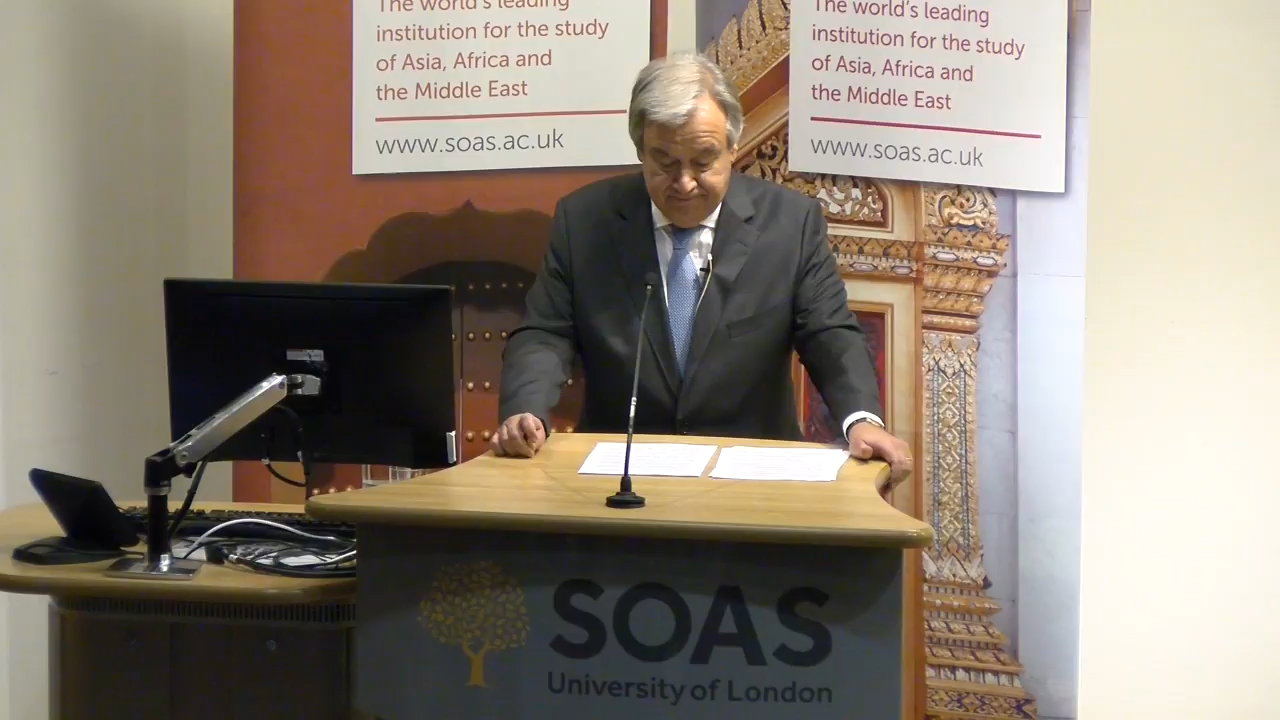 The world's leading
institution for the study
of Asia, Africa and
the Middle East
www.soas.ac.uk
The world's leading
institution for the study
of Asia, Africa and
the Middle East
www.soas.ac.uk
SOAS
University of London